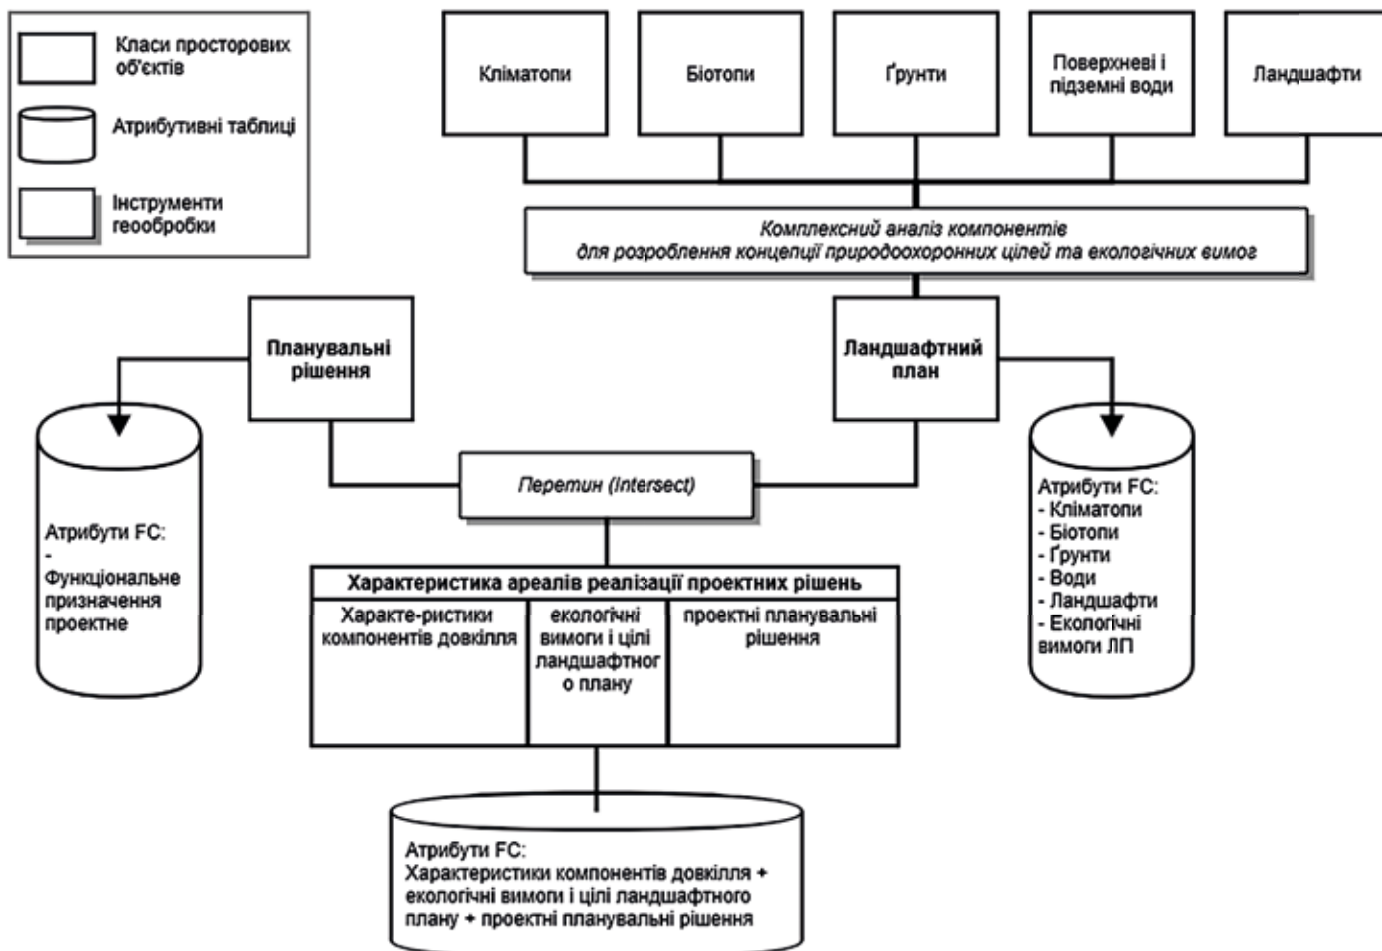 Класи просторових
об'єктів
Атрибутивні таблиці
Інструменти
геообробки
Кліматопи
Біотопи
Ґрунти
Поверхневі і
підземні води
Ландшафти
Комплексний аналіз компонентів
для розроблення концепції природоохоронних цілей та екологічних вимог
Планувальні
рішення
Ландшафтний
план
Перетин (Intersect)
Атрибути FC:
-
Функціональне
призначення
проектне
Атрибути FC:
- Кліматопи
- Біотопи
- Ґрунти
- Води
- Ландшафти
- Екологічні
вимоги ЛП
Характеристика ареалів реалізації проектних рішень
Характе-ристики
компонентів довкілля
екологічні
вимоги і цілі
ландшафтног
о плану
проектні планувальні
рішення
Атрибути FC:
Характеристики компонентів довкілля +
екологічні вимоги і цілі ландшафтного
плану + проектні планувальні рішення